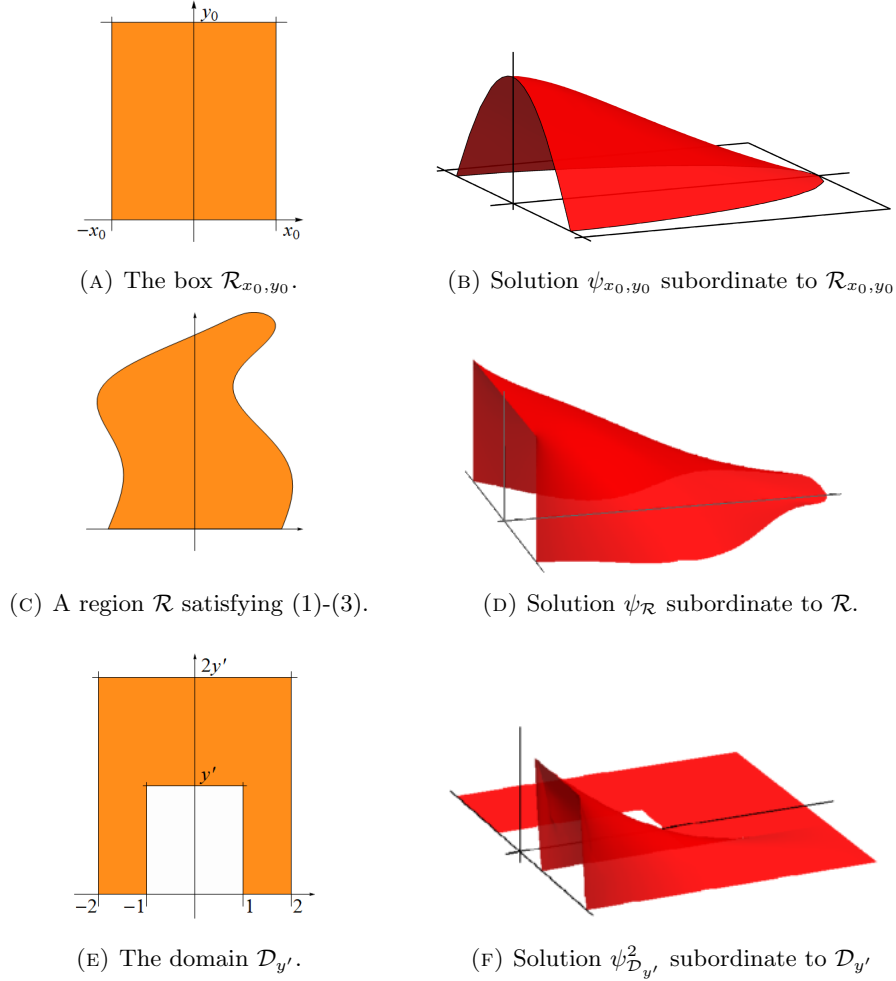 y₀
−x₀ x₀
(A) The box ℛ_{x₀,y₀}.
(B) Solution ψ_{x₀,y₀} subordinate to ℛ_{x₀,y₀}
(C) A region ℛ satisfying (1)-(3).
(D) Solution ψ_ℛ subordinate to ℛ.
2y′
y′
−2 −1 1 2
(E) The domain 𝒟_{y′}.
(F) Solution ψ²_{𝒟_{y′}} subordinate to 𝒟_{y′}